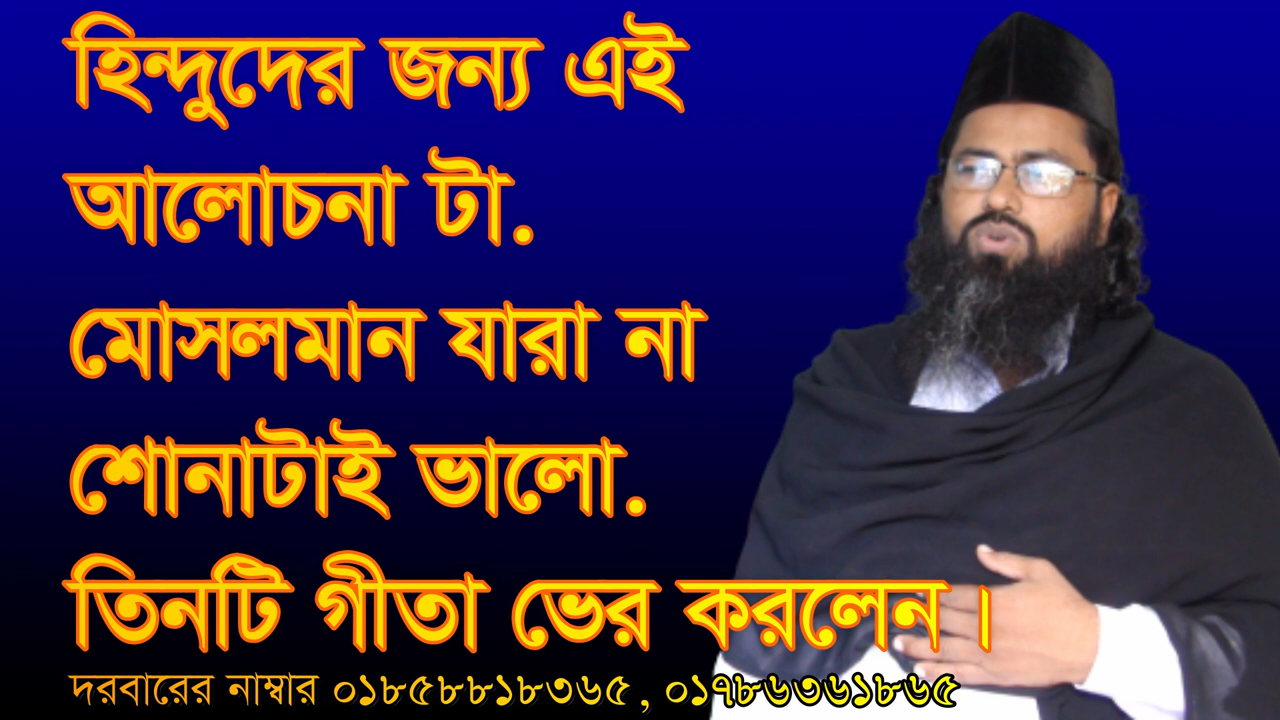 হিন্দুদের জন্য এই
আলোচনা টা.
মোসলমান যারা না
শোনাটাই ভালো.
তিনটি গীতা ভের করলেন।
দরবারের নাম্বার ০১৮৫৮৮১৮৩৬৫, ০১৭৮৬৩৬১৮৬৫